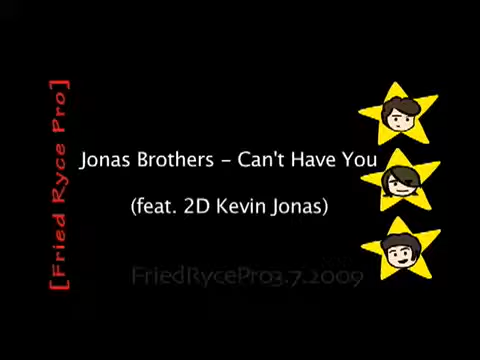 [Fried Ryce Pro]
Jonas Brothers - Can't Have You
(feat. 2D Kevin Jonas)
FriedRycePro3.7.2009